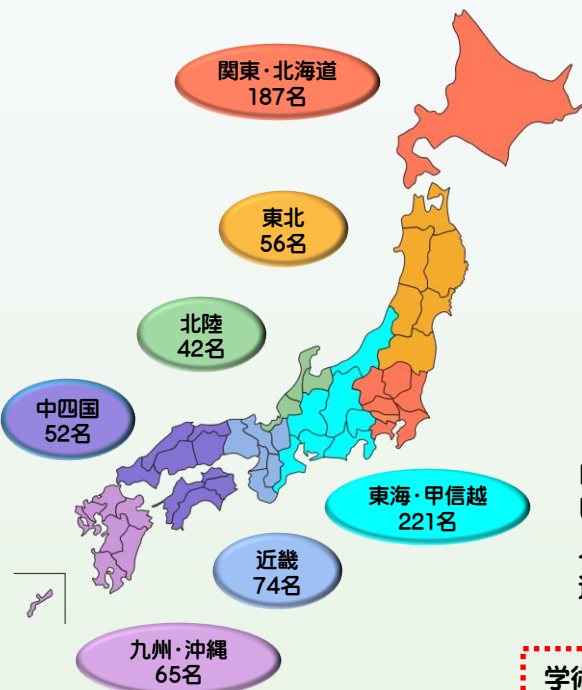 関東・北海道
187名
東北
56名
北陸
42名
中四国
52名
東海・甲信越
221名
近畿
74名
九州・沖縄
65名
学術